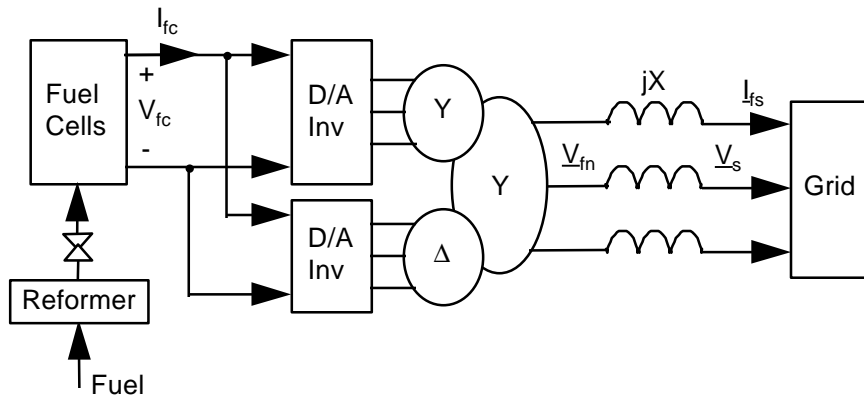 I_fc
+
V_fc
-
Fuel
Cells
D/A
Inv
Y
D/A
Inv
Δ
Y
jX
V_fn
I_fs
V_s
Grid
Reformer
Fuel